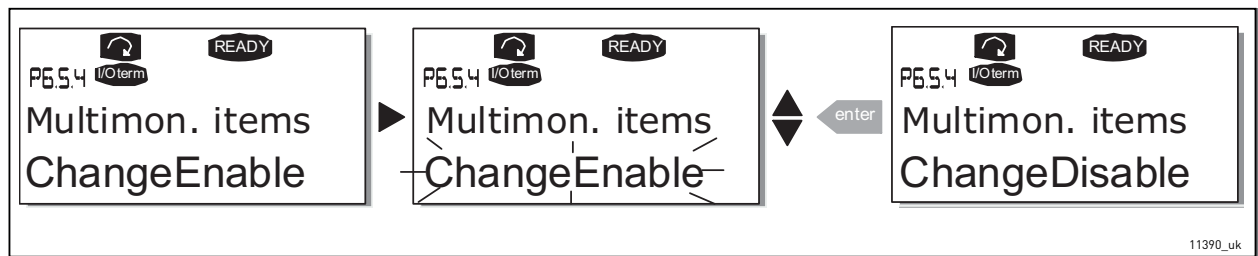 READY
P6.5.4 I/Oterm
Multimon. items
ChangeEnable
READY
P6.5.4 I/Oterm
Multimon. items
ChangeEnable
enter
READY
P6.5.4 I/Oterm
Multimon. items
ChangeDisable
11390_uk